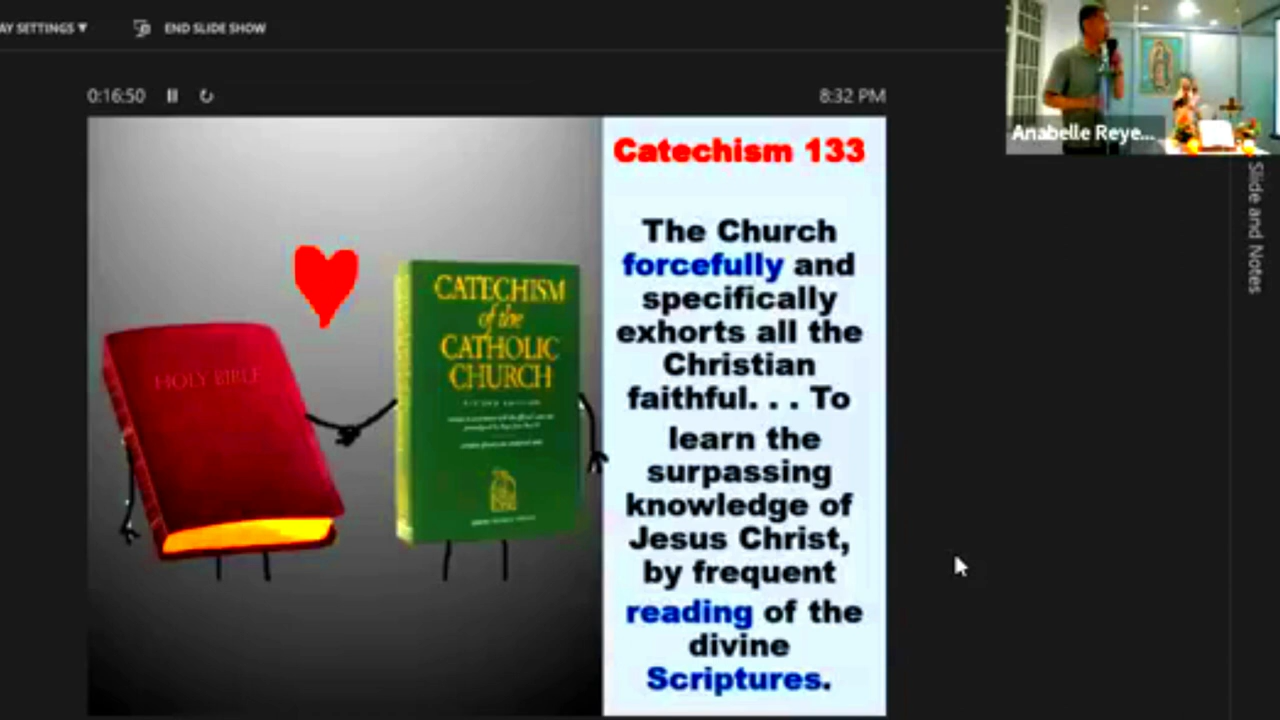 AY SETTINGS ▼ END SLIDE SHOW
0:16:50
8:32 PM
Anabelle Reye...
Slide and Notes
HOLY BIBLE
CATECHISM
of the
CATHOLIC
CHURCH
SECOND EDITION
Catechism 133
The Church
forcefully and
specifically
exhorts all the
Christian
faithful. . . To
learn the
surpassing
knowledge of
Jesus Christ,
by frequent
reading of the
divine
Scriptures.